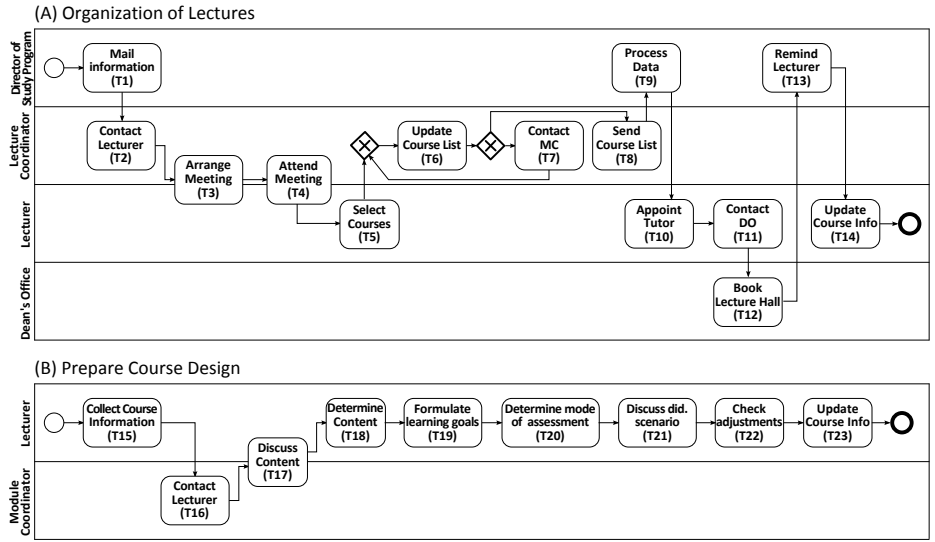 (A) Organization of Lectures
Director of
Study Program
Mail
information
(T1)
Process
Data
(T9)
Remind
Lecturer
(T13)
Lecture
Coordinator
Contact
Lecturer
(T2)
Arrange
Meeting
(T3)
Attend
Meeting
(T4)
Update
Course List
(T6)
Contact
MC
(T7)
Send
Course List
(T8)
Lecturer
Select
Courses
(T5)
Appoint
Tutor
(T10)
Contact
DO
(T11)
Update
Course Info
(T14)
Dean's Office
Book
Lecture Hall
(T12)
(B) Prepare Course Design
Lecturer
Collect Course
Information
(T15)
Determine
Content
(T18)
Formulate
learning goals
(T19)
Determine mode
of assessment
(T20)
Discuss did.
scenario
(T21)
Check
adjustments
(T22)
Update
Course Info
(T23)
Discuss
Content
(T17)
Module
Coordinator
Contact
Lecturer
(T16)